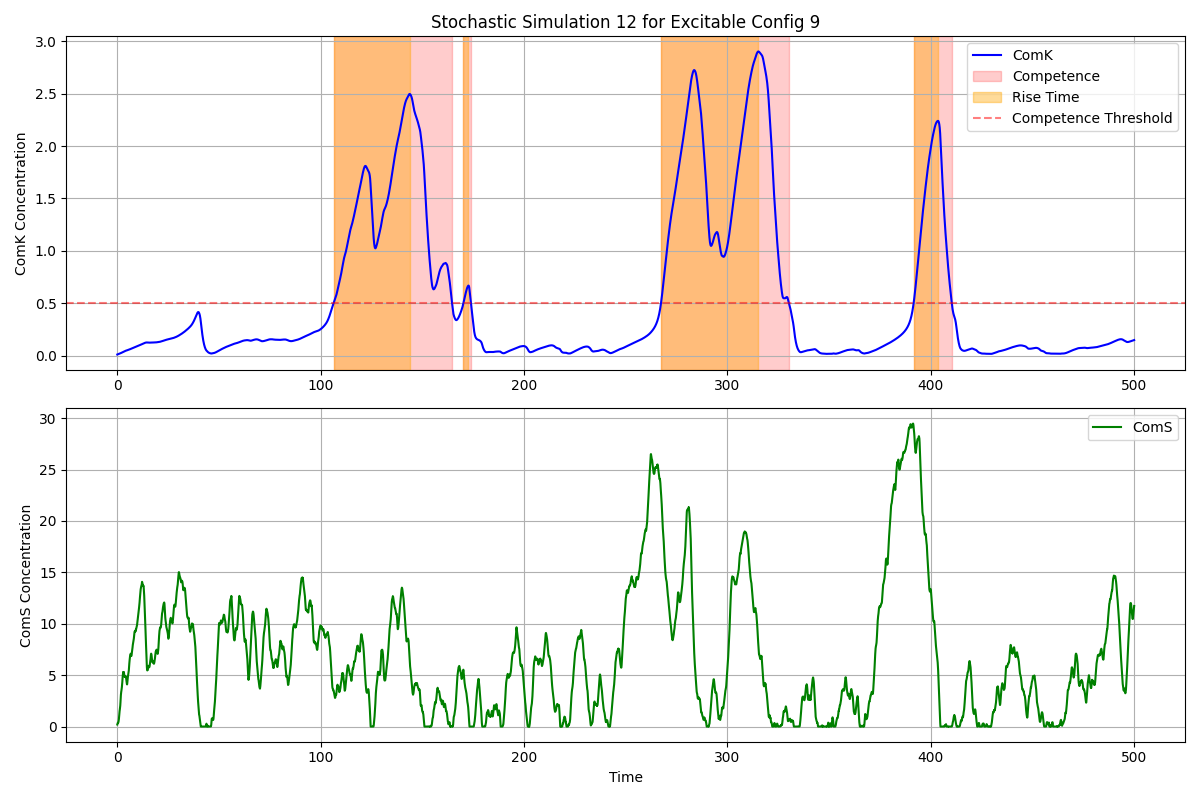 Stochastic Simulation 12 for Excitable Config 9
ComK Concentration
3.0
2.5
2.0
1.5
1.0
0.5
0.0
ComK
Competence
Rise Time
Competence Threshold
0 100 200 300 400 500
ComS Concentration
30
25
20
15
10
5
0
ComS
0 100 200 300 400 500
Time